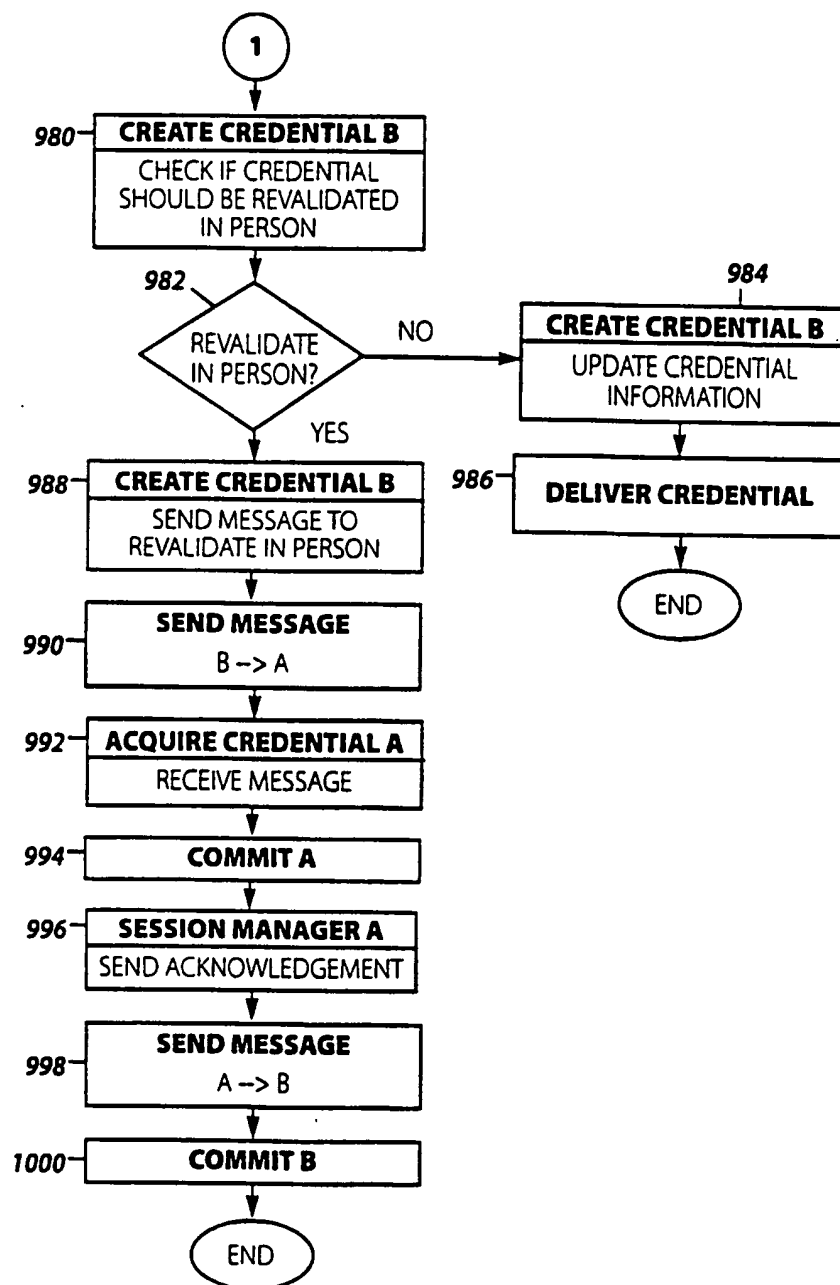 1
980
CREATE CREDENTIAL B
CHECK IF CREDENTIAL
SHOULD BE REVALIDATED
IN PERSON
982
REVALIDATE
IN PERSON?
NO
YES
984
CREATE CREDENTIAL B
UPDATE CREDENTIAL
INFORMATION
986
DELIVER CREDENTIAL
END
988
CREATE CREDENTIAL B
SEND MESSAGE TO
REVALIDATE IN PERSON
990
SEND MESSAGE
B --> A
992
ACQUIRE CREDENTIAL A
RECEIVE MESSAGE
994
COMMIT A
996
SESSION MANAGER A
SEND ACKNOWLEDGEMENT
998
SEND MESSAGE
A --> B
1000
COMMIT B
END